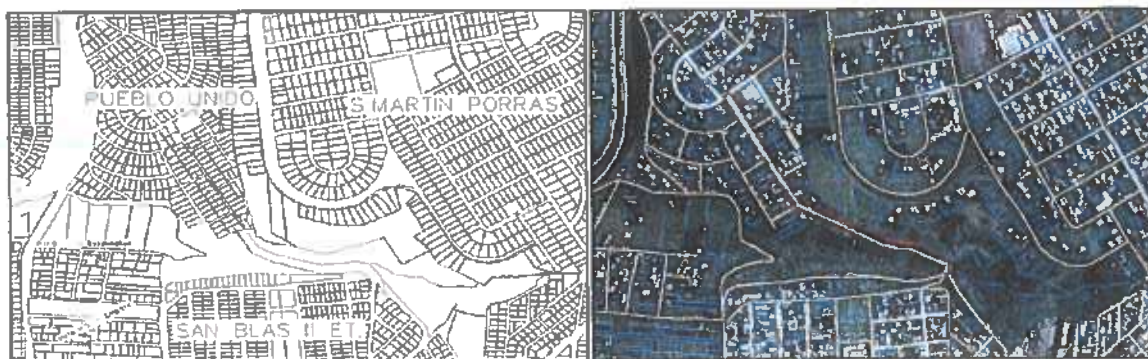 PUEBLO UNIDO
S MARTIN PORRAS
SAN BLAS II ET.